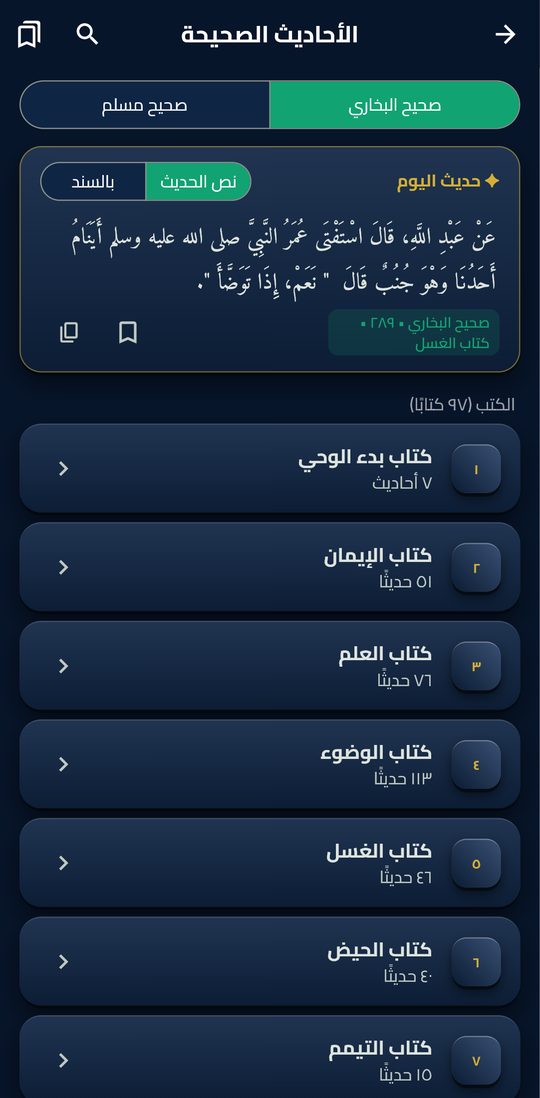 الأحاديث الصحيحة
صحيح البخاري
صحيح مسلم
حديث اليوم
نص الحديث
بالسند
عَنْ عَبْدِ اللَّهِ، قَالَ اسْتَفْتَى عُمَرُ النَّبِيَّ صلى الله عليه وسلم أَيَنَامُ
أَحَدُنَا وَهْوَ جُنُبٌ قَالَ " نَعَمْ، إِذَا تَوَضَّأَ ".
صحيح البخاري • ٢٨٩ •
كتاب الغسل
الكتب (٩٧ كتابًا)
١
كتاب بدء الوحي
٧ أحاديث
٢
كتاب الإيمان
٥١ حديثًا
٣
كتاب العلم
٧٦ حديثًا
٤
كتاب الوضوء
١١٣ حديثًا
٥
كتاب الغسل
٤٦ حديثًا
٦
كتاب الحيض
٤٠ حديثًا
٧
كتاب التيمم
١٥ حديثًا